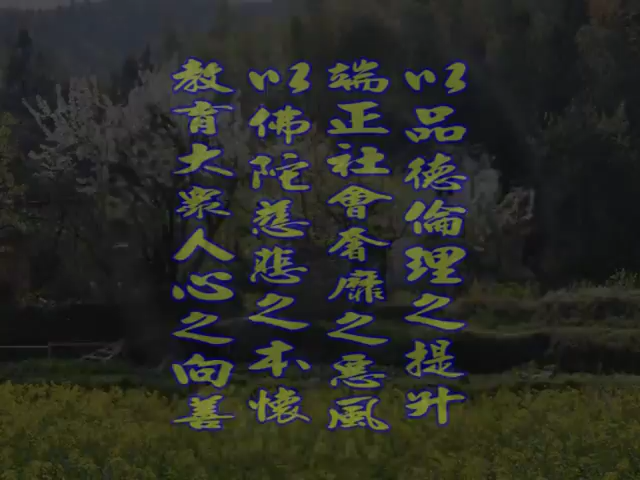 以品德倫理之提升
端正社會奢靡之惡風
以佛陀慈悲之本懷
教育大眾人心之向善